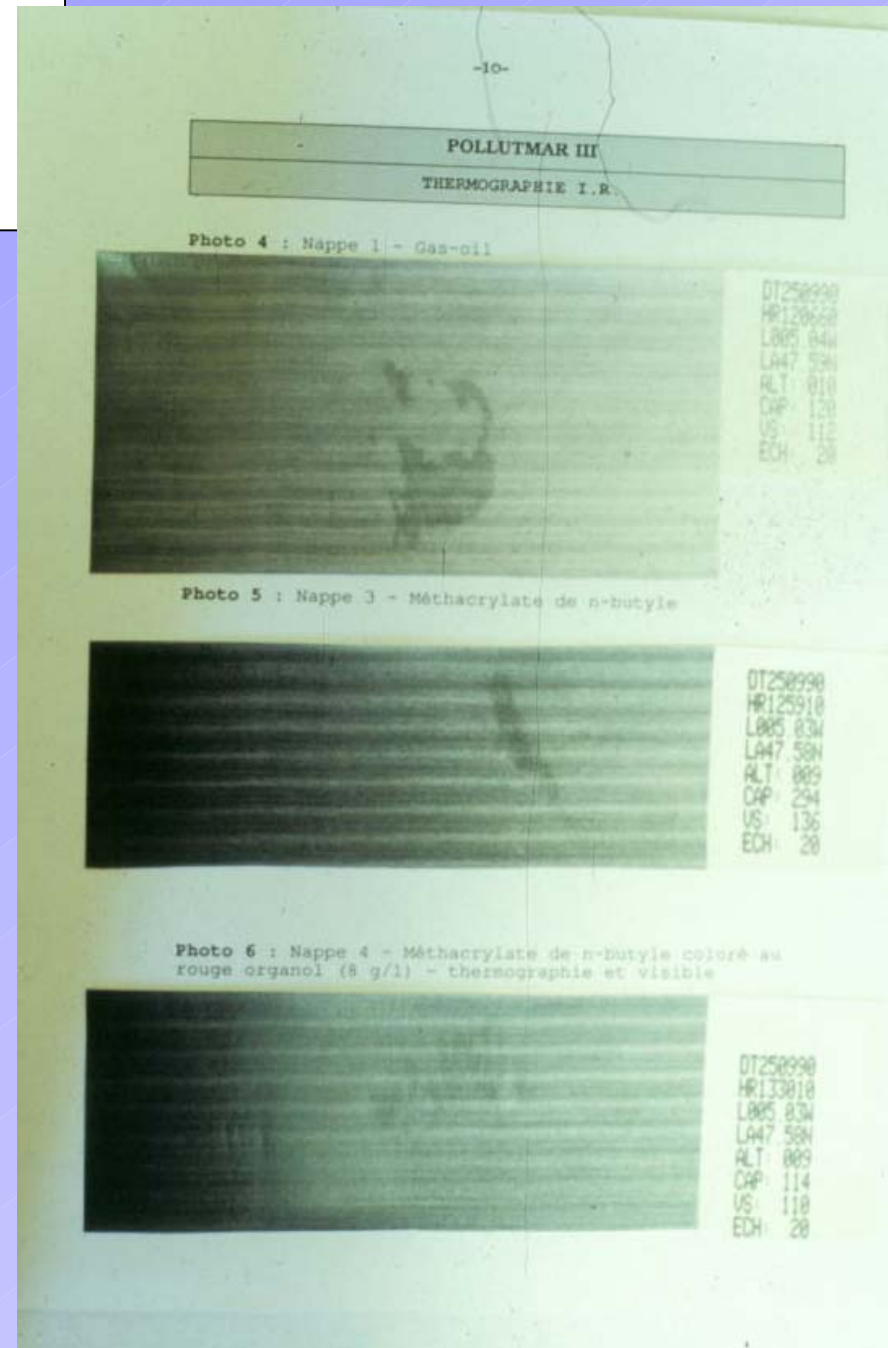 -10-
POLLUTMAR III
THERMOGRAPHIE I.R.
Photo 4 : Nappe 1 - Gas-oil
DT250990
HR120660
L005 04W
LA47 59N
ALT: 010
CAP: 120
VS: 112
ECH: 20
Photo 5 : Nappe 3 - Méthacrylate de n-butyle
DT250990
HR125910
L005 03W
LA47 58N
ALT: 009
CAP: 294
VS: 136
ECH: 20
Photo 6 : Nappe 4 - Méthacrylate de n-butyle coloré au
rouge organol (8 g/l) - thermographie et visible
DT250990
HR133010
L005 03W
LA47 58N
ALT: 009
CAP: 114
VS: 110
ECH: 20